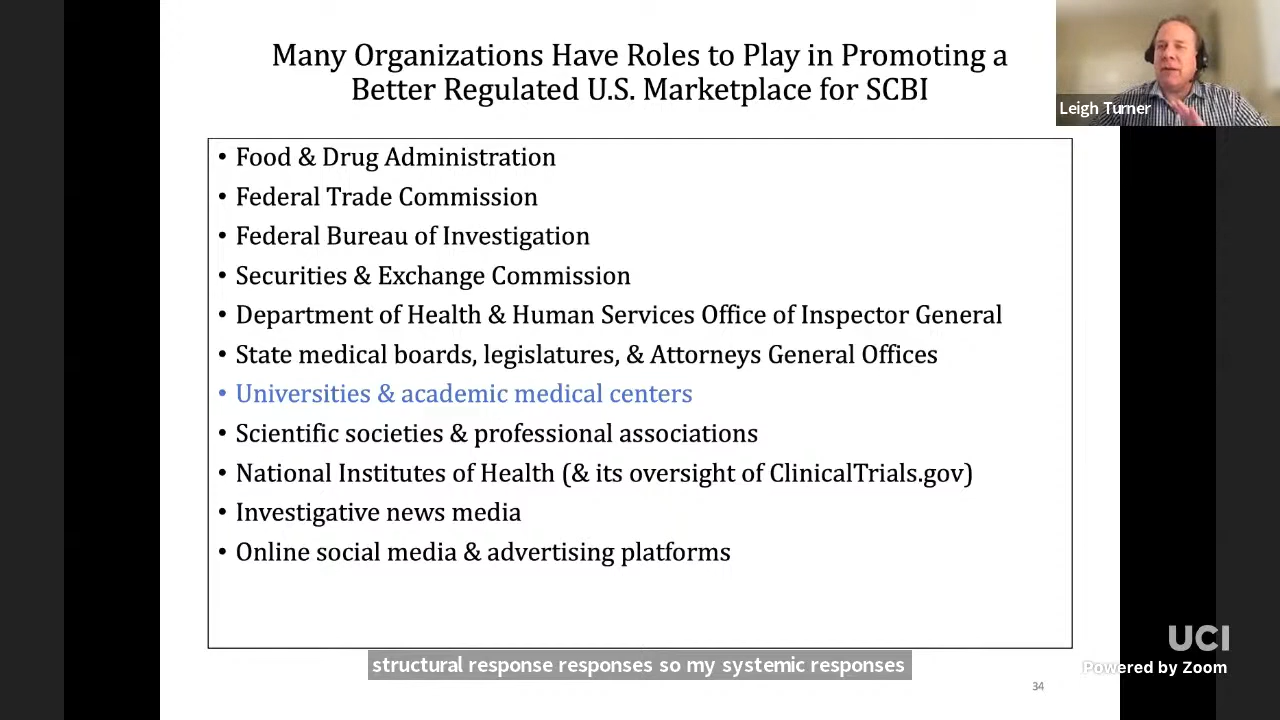 Many Organizations Have Roles to Play in Promoting a
Better Regulated U.S. Marketplace for SCBI
Leigh Turner
• Food & Drug Administration
• Federal Trade Commission
• Federal Bureau of Investigation
• Securities & Exchange Commission
• Department of Health & Human Services Office of Inspector General
• State medical boards, legislatures, & Attorneys General Offices
• Universities & academic medical centers
• Scientific societies & professional associations
• National Institutes of Health (& its oversight of ClinicalTrials.gov)
• Investigative news media
• Online social media & advertising platforms
UCI
structural response responses so my systemic responses
Powered by Zoom
34